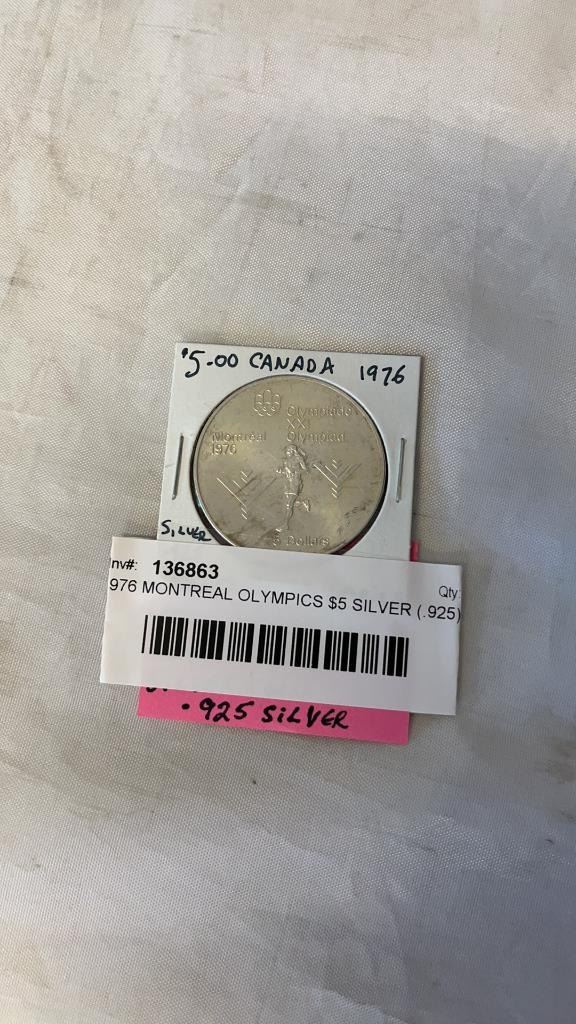 $5.00 CANADA 1976
Olympiade
XXI
Olympiad
Montréal
1976
5 Dollars
SILVER
nv#: 136863
Qty:
976 MONTREAL OLYMPICS $5 SILVER (.925)
.925 SILVER